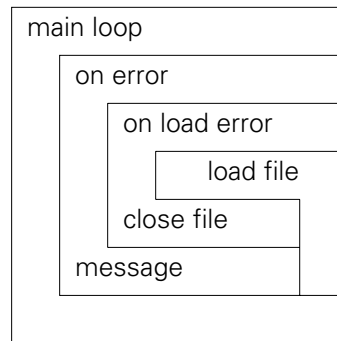 main loop
on error
on load error
load file
close file
message